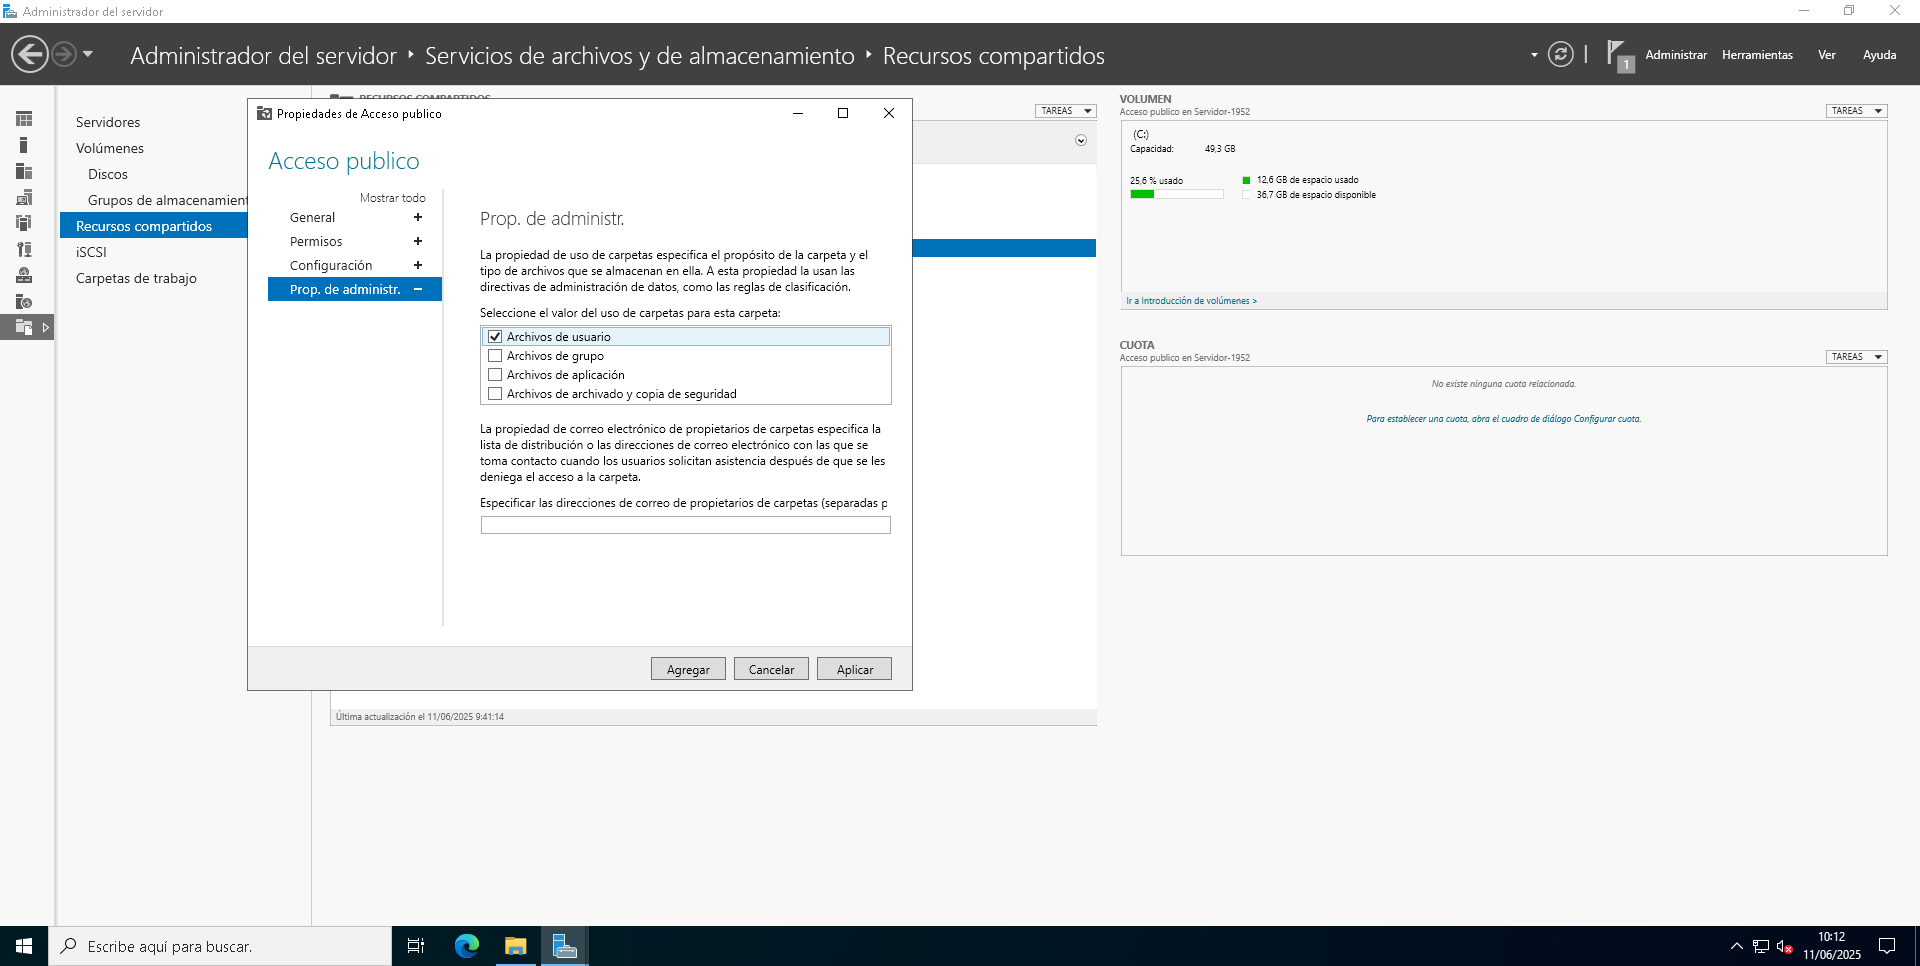 Administrador del servidor
Administrador del servidor ‣ Servicios de archivos y de almacenamiento ‣ Recursos compartidos
1
Administrar
Herramientas
Ver
Ayuda
Servidores
Volúmenes
Discos
Grupos de almacenamient
Recursos compartidos
iSCSI
Carpetas de trabajo
RECURSOS COMPARTIDOS
TAREAS
Propiedades de Acceso publico
Acceso publico
Mostrar todo
General +
Permisos +
Configuración +
Prop. de administr. –
Prop. de administr.
La propiedad de uso de carpetas especifica el propósito de la carpeta y el
tipo de archivos que se almacenan en ella. A esta propiedad la usan las
directivas de administración de datos, como las reglas de clasificación.
Seleccione el valor del uso de carpetas para esta carpeta:
Archivos de usuario
Archivos de grupo
Archivos de aplicación
Archivos de archivado y copia de seguridad
La propiedad de correo electrónico de propietarios de carpetas especifica la
lista de distribución o las direcciones de correo electrónico con las que se
toma contacto cuando los usuarios solicitan asistencia después de que se les
deniega el acceso a la carpeta.
Especificar las direcciones de correo de propietarios de carpetas (separadas p
Agregar
Cancelar
Aplicar
Última actualización el 11/06/2025 9:41:14
VOLUMEN
Acceso publico en Servidor-1952
TAREAS
(C:)
Capacidad: 49,3 GB
25,6 % usado
12,6 GB de espacio usado
36,7 GB de espacio disponible
Ir a Introducción de volúmenes >
CUOTA
Acceso publico en Servidor-1952
TAREAS
No existe ninguna cuota relacionada.
Para establecer una cuota, abra el cuadro de diálogo Configurar cuota.
Escribe aquí para buscar.
10:12
11/06/2025